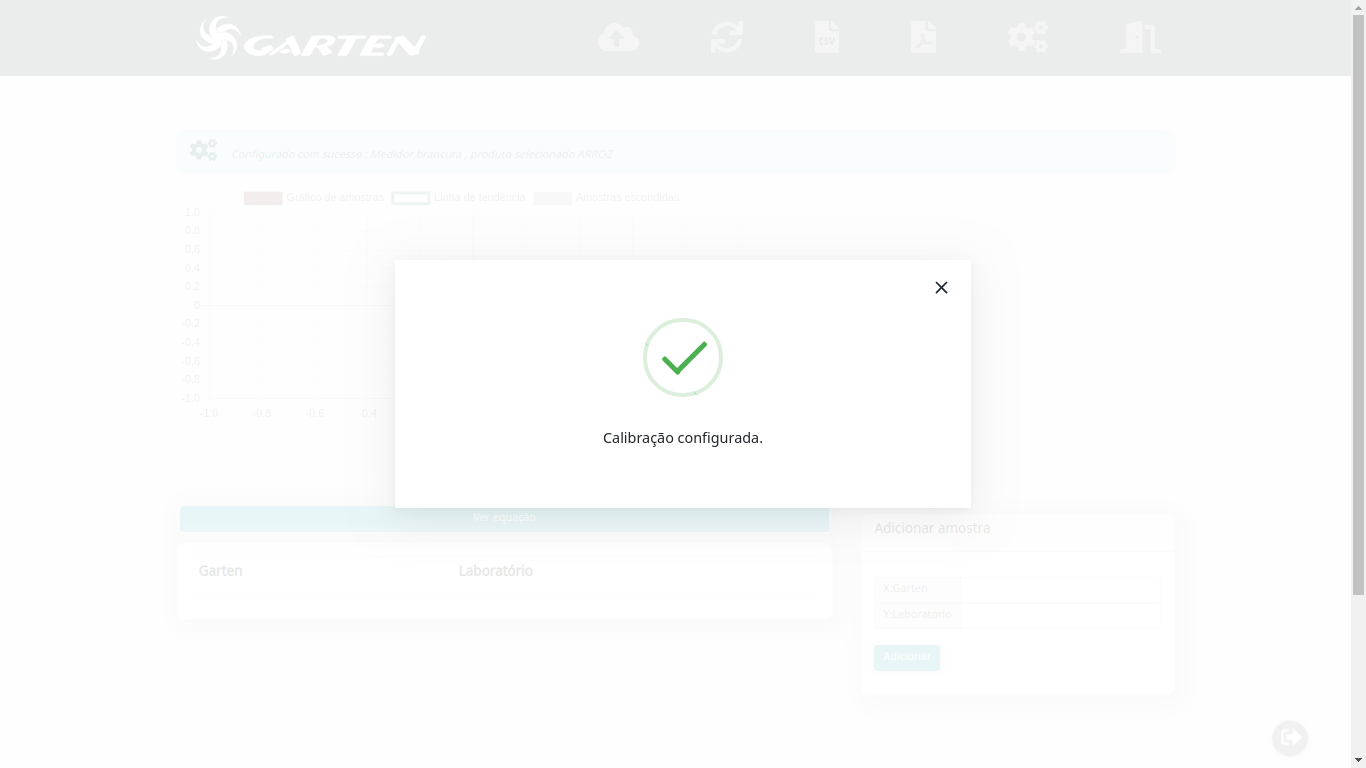 GARTEN
CSV
Configurado com sucesso : Medidor brancura , produto selecionado ARROZ
Gráfico de amostras
Linha de tendência
Amostras escondidas
1.0
0.8
0.6
0.4
0.2
0
-0.2
-0.4
-0.6
-0.8
-1.0
-1.0 -0.8 -0.6 0.4
Calibração configurada.
Ver equação
Garten Laboratório
Adicionar amostra
X:Garten
Y:Laboratório
Adicionar